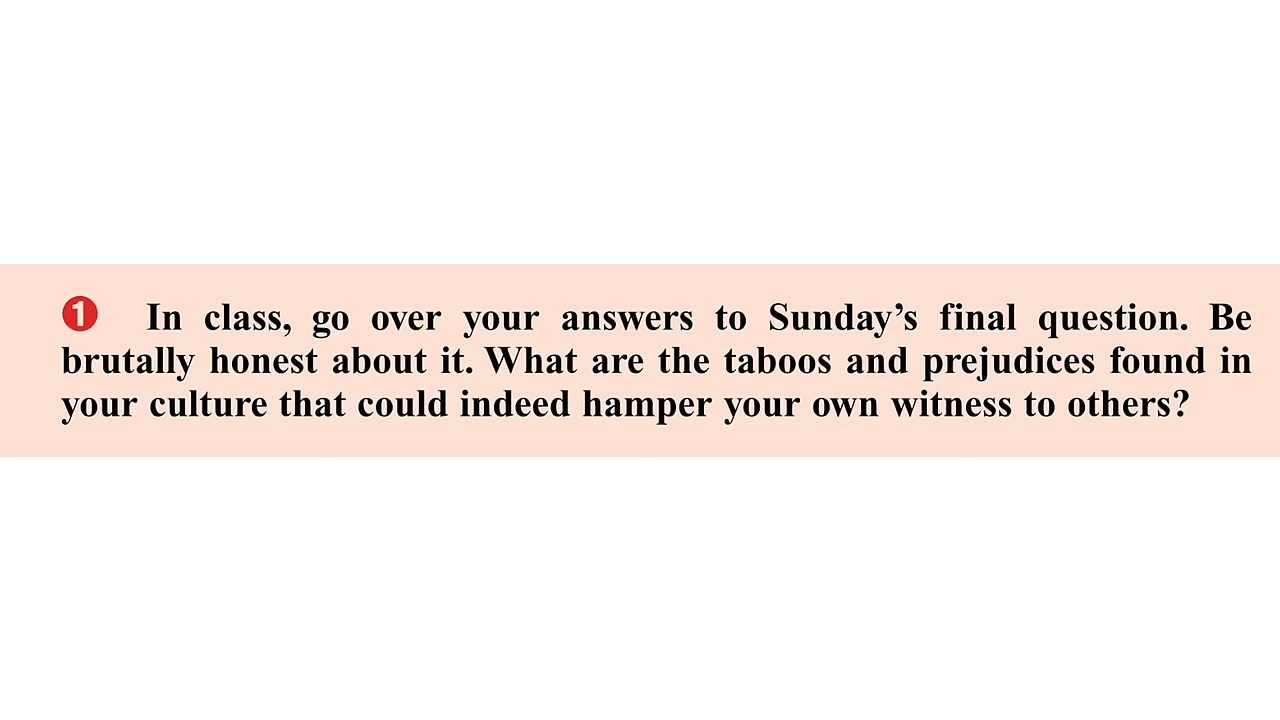 ❶ In class, go over your answers to Sunday’s final question. Be
brutally honest about it. What are the taboos and prejudices found in
your culture that could indeed hamper your own witness to others?